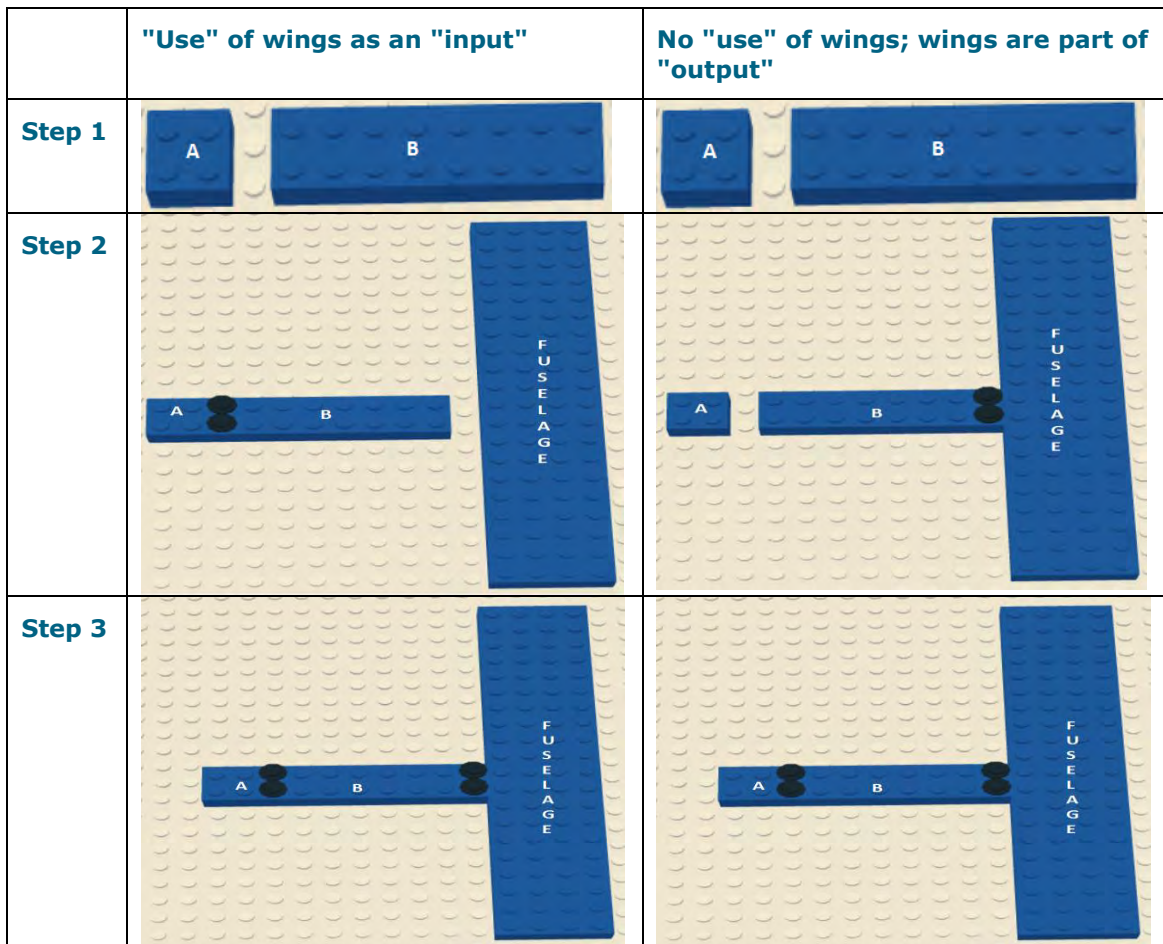 "Use" of wings as an "input"
No "use" of wings; wings are part of
"output"
Step 1
A
B
A
B
Step 2
A
B
FUSELAGE
A
B
FUSELAGE
Step 3
A
B
FUSELAGE
A
B
FUSELAGE